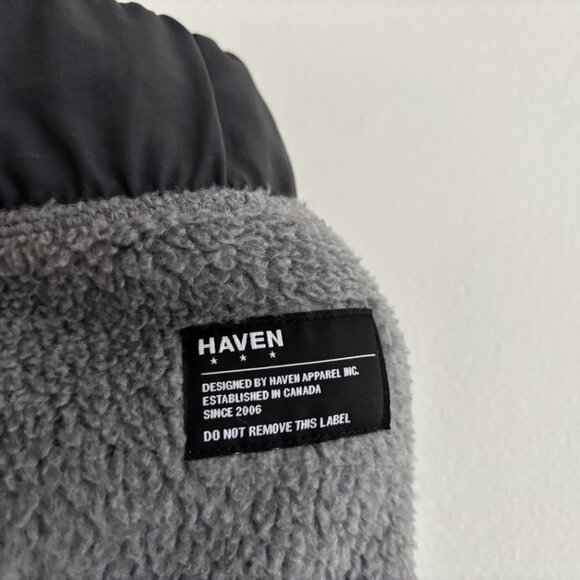 HAVEN
★ ★ ★
DESIGNED BY HAVEN APPAREL INC.
ESTABLISHED IN CANADA
SINCE 2006
DO NOT REMOVE THIS LABEL